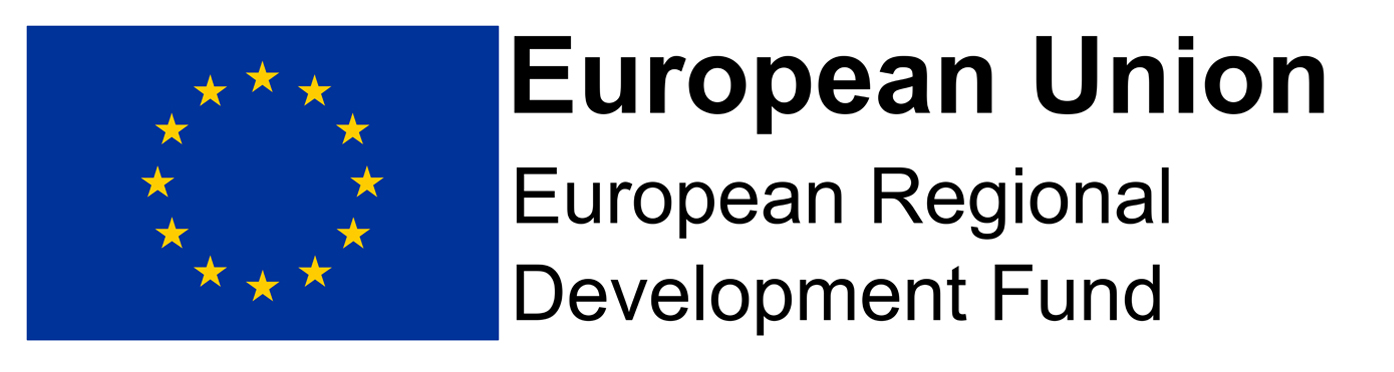 European Union
European Regional
Development Fund